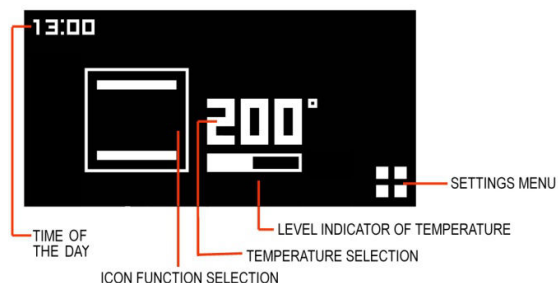 13:00
200°
SETTINGS MENU
LEVEL INDICATOR OF TEMPERATURE
TIME OF
THE DAY
TEMPERATURE SELECTION
ICON FUNCTION SELECTION